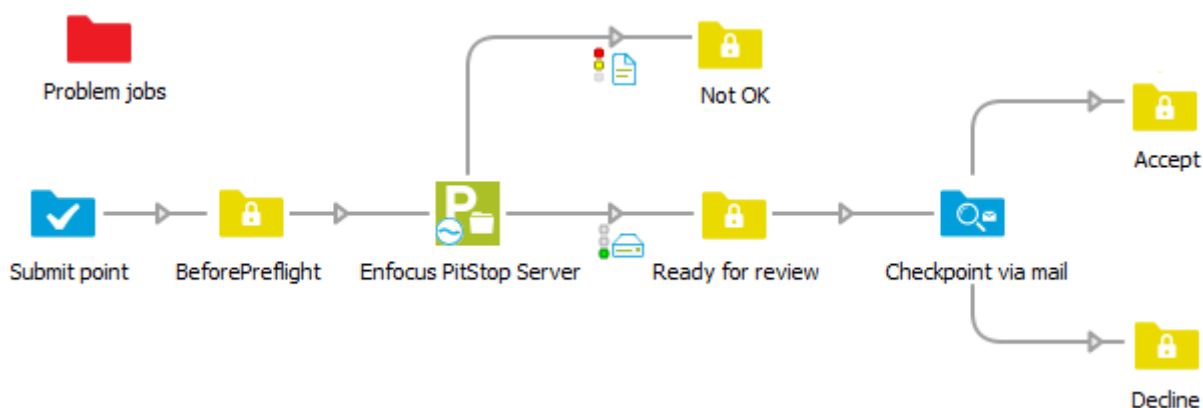 Problem jobs
Not OK
Accept
Submit point
BeforePreflight
P
Enfocus PitStop Server
Ready for review
Checkpoint via mail
Decline